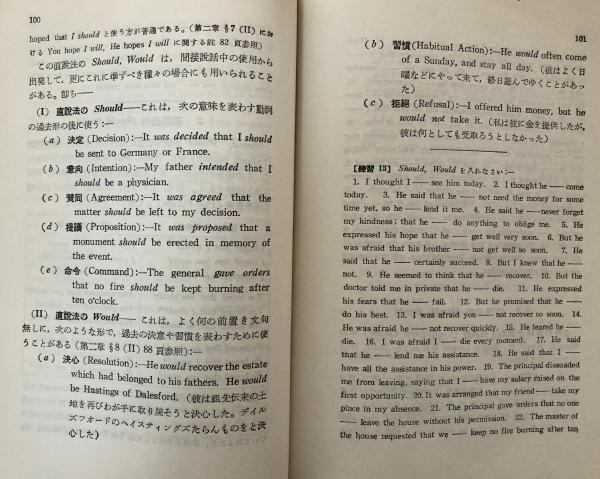 100
hoped that I should と使う方が普通である。(第二章 §7 (II) にお
ける You hope I will, He hopes I will に関する註 82 頁参照)
この直說法の Should, Would は、間接說話中の使用から
出発して、更にこれに準ずべき種々の場合にも用いられること
がある。卽ち——
(I) 直說法の Should——これは、次の意味を表わす動詞
の過去形の後に使う:—
(a) 決定 (Decision):—It was decided that I should
be sent to Germany or France.
(b) 意向 (Intention):—My father intended that I
should be a physician.
(c) 賛同 (Agreement):—It was agreed that the
matter should be left to my decision.
(d) 提議 (Proposition):—It was proposed that a
monument should be erected in memory of
the event.
(e) 命令 (Command):—The general gave orders
that no fire should be kept burning after
ten o'clock.
(II) 直說法の Would—— これは、よく何の前置き文句
無しに、次のような形で、過去の決意や習慣を表わすために使
うことがある (第二章 §8 (II) 88 頁参照):—
(a) 決心 (Resolution):—He would recover the estate
which had belonged to his fathers. He would
be Hastings of Dalesford. (彼は祖先伝来の土
地を再びわが手に取り戻そうと決心した。デイル
ズフォードのヘイスティングズたらんものをと決
心した)
101
(b) 習慣 (Habitual Action):—He would often come
of a Sunday, and stay all day. (彼はよく日
曜などにやって来て、終日遊んでゆくことがあっ
た)
(c) 拒絕 (Refusal):—I offered him money, but he
would not take it. (私は彼に金を提供したが,
彼は何としても受取ろうとしなかった)
【練習 13】 Should, Would を入れなさい:—
1. I thought I —— see him today. 2. I thought he —— come
today. 3. He said that he —— not need the money for some
time yet, so he —— lend it me. 4. He said he —— never forget
my kindness; that he —— do anything to oblige me. 5. He
expressed his hope that he —— get well very soon. 6. But he
was afraid that his brother —— not get well so soon. 7. He
said that he —— certainly succeed. 8. But I knew that he ——
not. 9. He seemed to think that he —— recover. 10. But the
doctor told me in private that he —— die. 11. He expressed
his fears that he —— fail. 12. But he promised that he ——
do his best. 13. I was afraid you —— not recover so soon. 14.
He was afraid he —— not recover quickly. 15. He feared he ——
die. 16. I was afraid I —— die every moment. 17. He said
that he —— lend me his assistance. 18. He said that I ——
have all the assistance in his power. 19. The principal dissuaded
me from leaving, saying that I —— have my salary raised on the
first opportunity. 20. It was arranged that my friend —— take my
place in my absence. 21. The principal gave orders that no one
—— leave the house without his permission. 22. The master of
the house requested that we —— keep no fire burning after ten